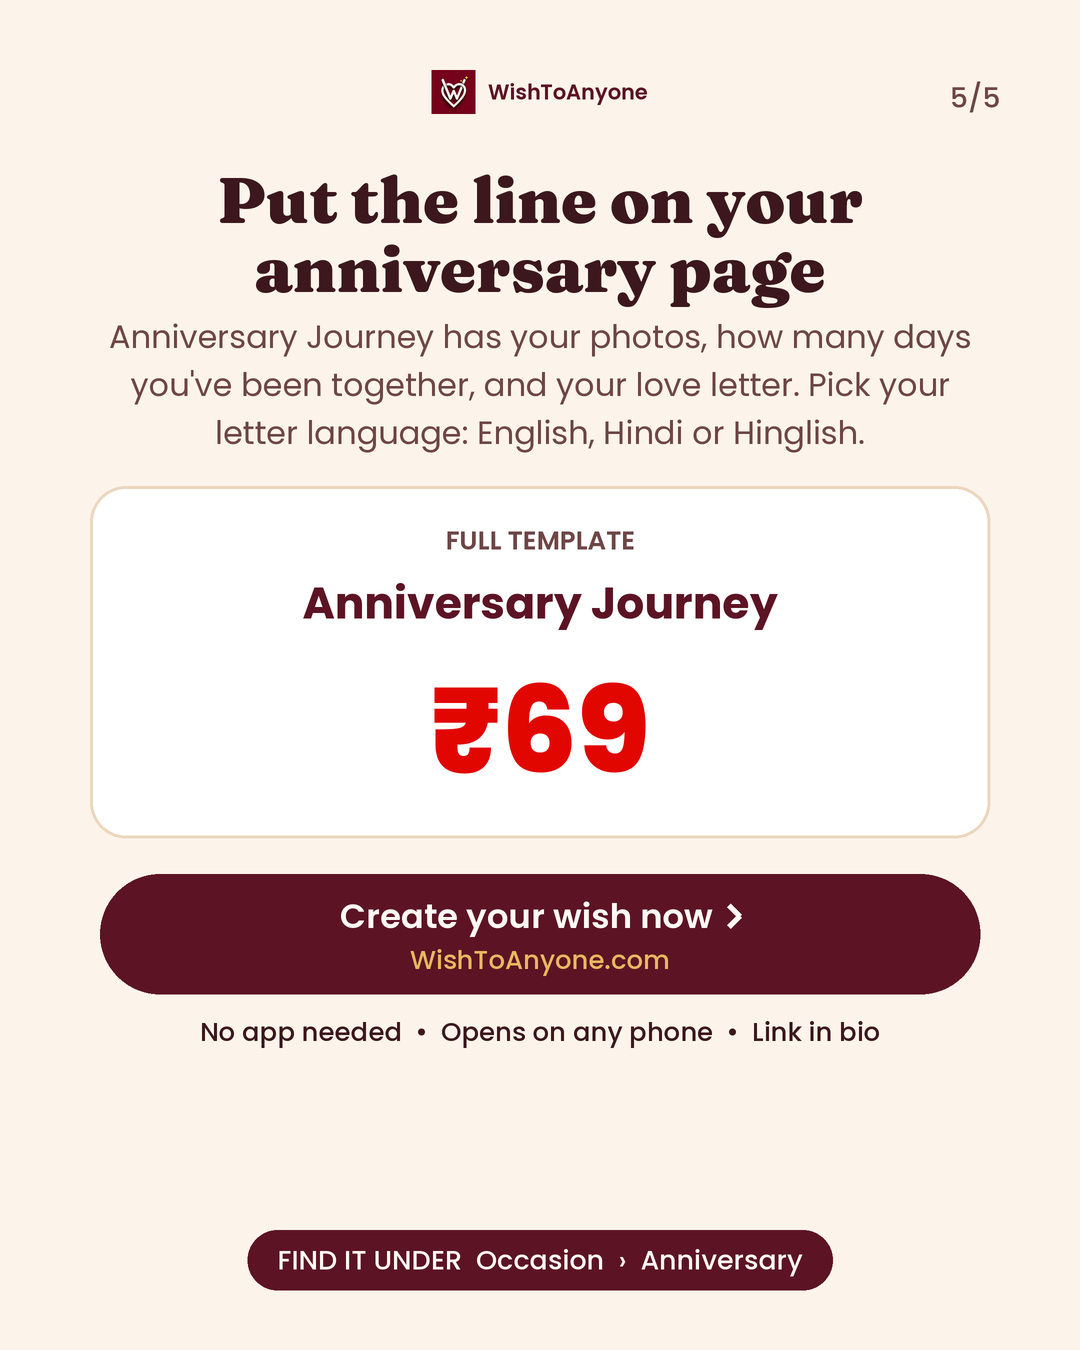 WishToAnyone
5/5
Put the line on your
anniversary page
Anniversary Journey has your photos, how many days
you've been together, and your love letter. Pick your
letter language: English, Hindi or Hinglish.
FULL TEMPLATE
Anniversary Journey
₹69
Create your wish now ›
WishToAnyone.com
No app needed • Opens on any phone • Link in bio
FIND IT UNDER Occasion › Anniversary